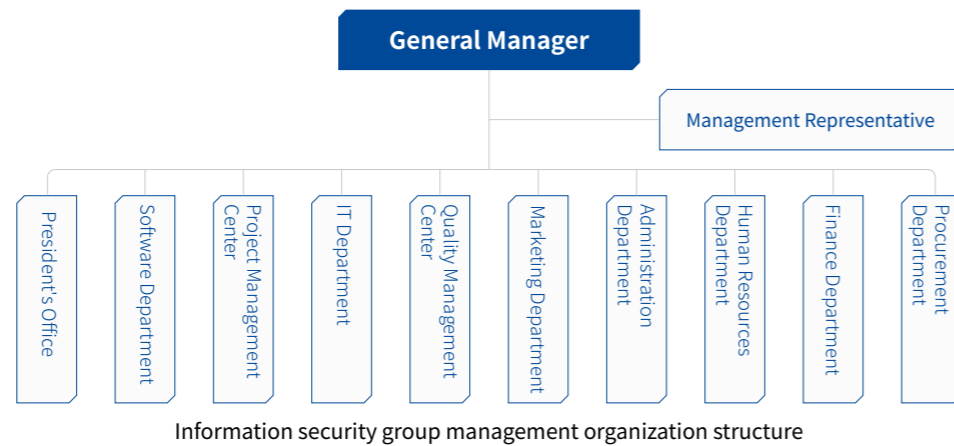 General Manager
Management Representative
President's Office
Software Department
Project Management
Center
IT Department
Quality Management
Center
Marketing Department
Administration
Department
Human Resources
Department
Finance Department
Procurement
Department
Information security group management organization structure